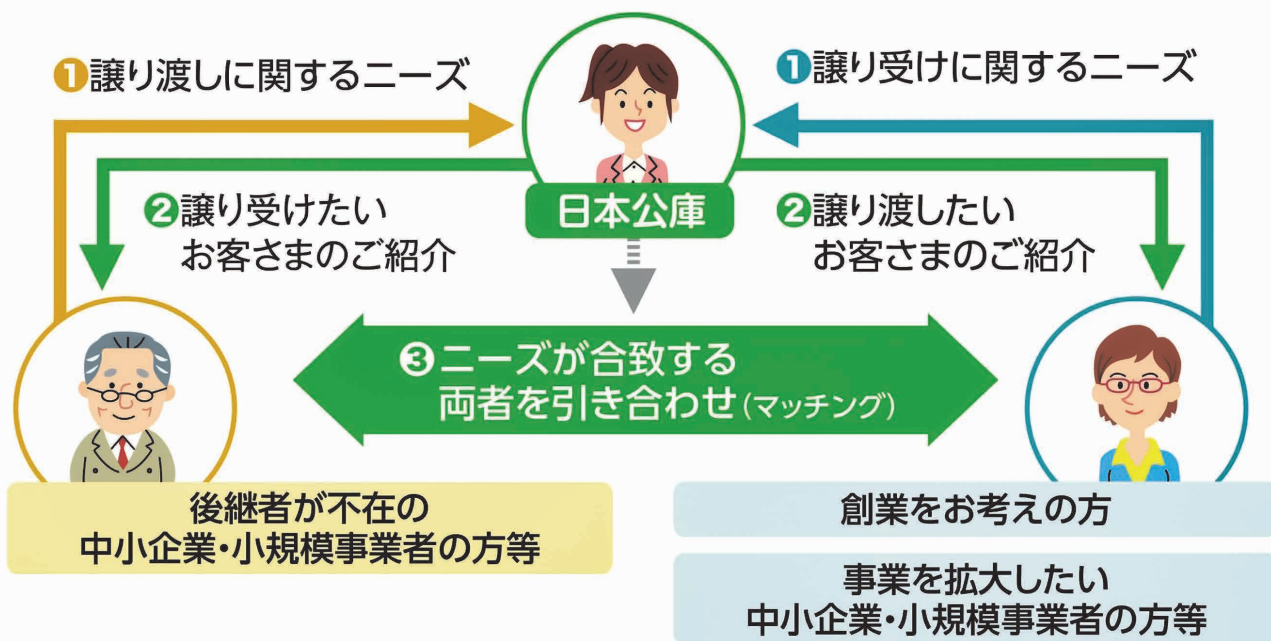 ❶譲り渡しに関するニーズ
❶譲り受けに関するニーズ
日本公庫
❷譲り受けたい
お客さまのご紹介
❷譲り渡したい
お客さまのご紹介
❸ニーズが合致する
両者を引き合わせ(マッチング)
後継者が不在の
中小企業・小規模事業者の方等
創業をお考えの方
事業を拡大したい
中小企業・小規模事業者の方等